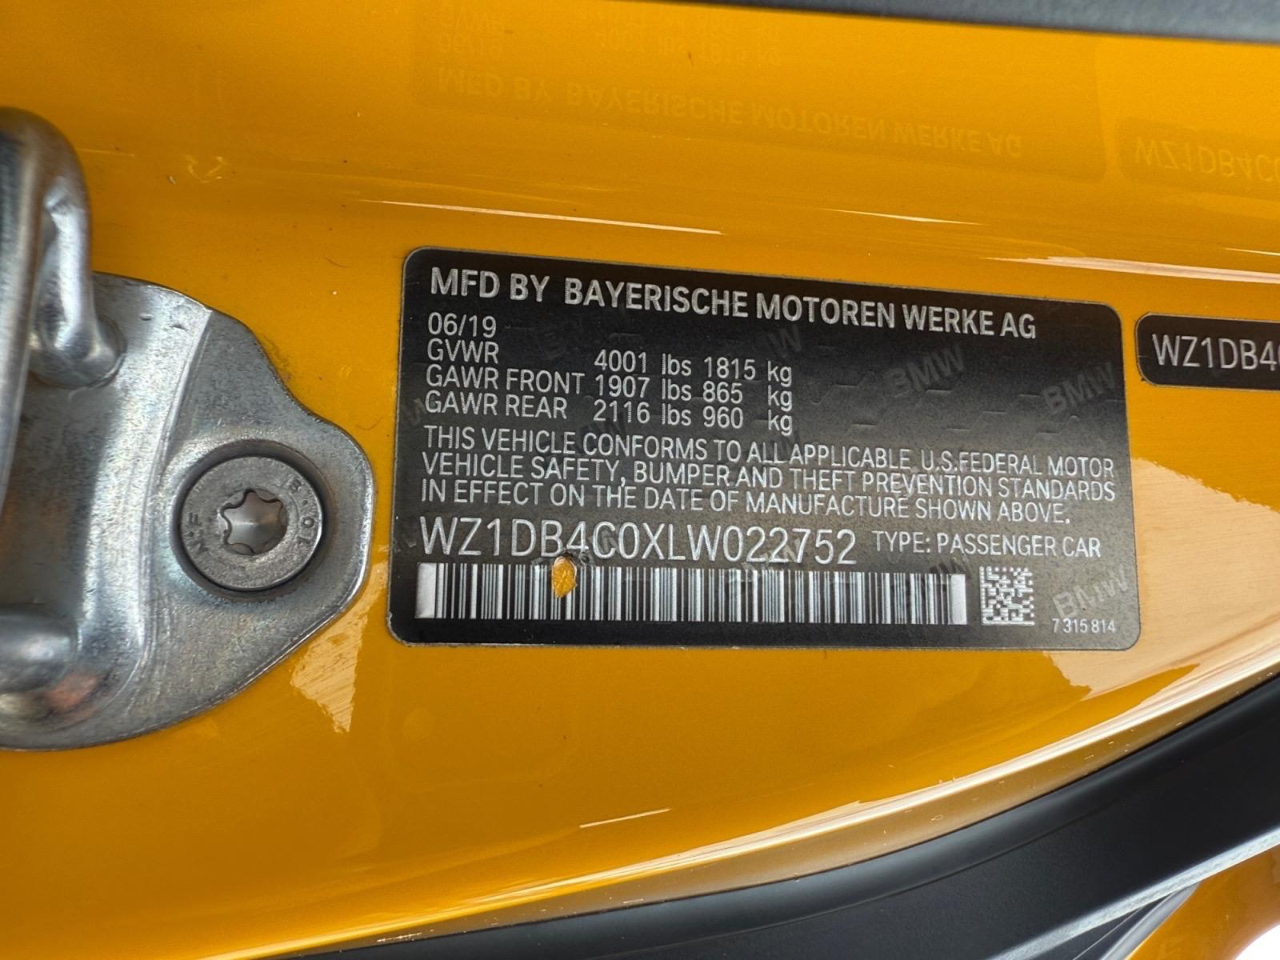 MFD BY BAYERISCHE MOTOREN WERKE AG
06/19
GVWR 4001 lbs 1815 kg
GAWR FRONT 1907 lbs 865 kg
GAWR REAR 2116 lbs 960 kg
THIS VEHICLE CONFORMS TO ALL APPLICABLE U.S.FEDERAL MOTOR
VEHICLE SAFETY, BUMPER AND THEFT PREVENTION STANDARDS
IN EFFECT ON THE DATE OF MANUFACTURE SHOWN ABOVE.
WZ1DB4C0XLW022752 TYPE: PASSENGER CAR
7 315 814
WZ1DB4